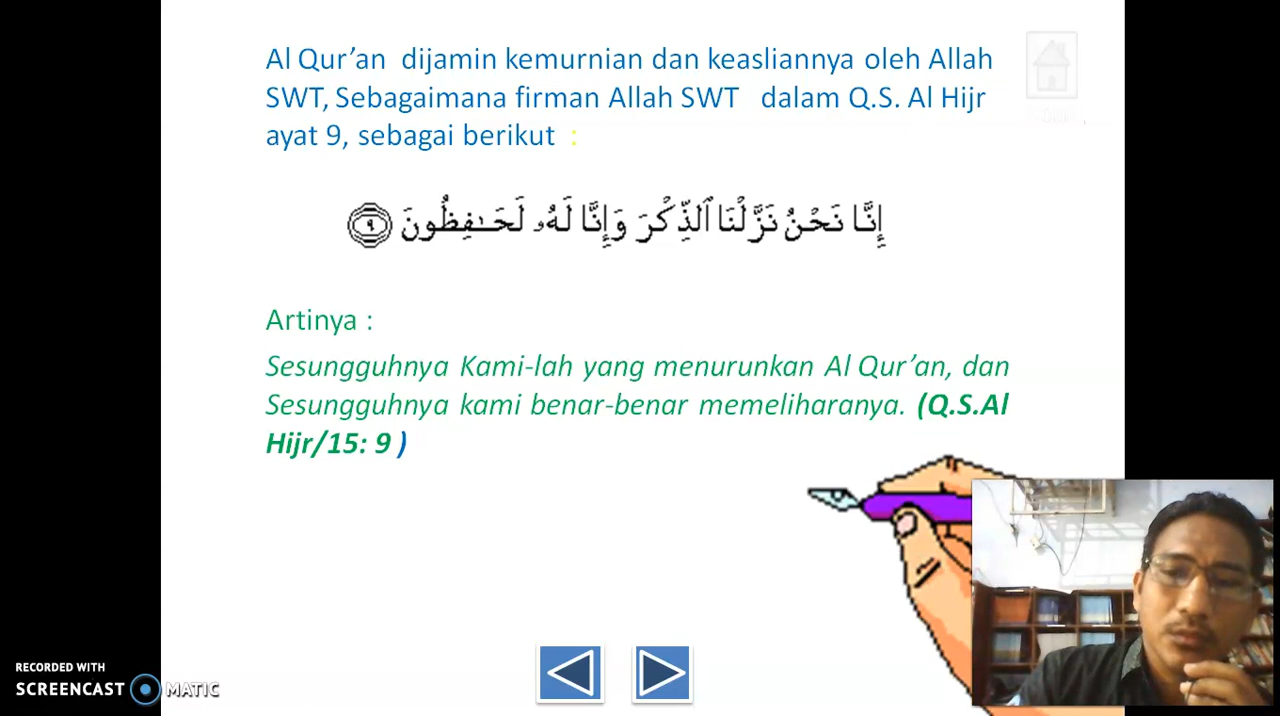 Al Qur’an dijamin kemurnian dan keasliannya oleh Allah
SWT, Sebagaimana firman Allah SWT dalam Q.S. Al Hijr
ayat 9, sebagai berikut :
إِنَّا نَحْنُ نَزَّلْنَا ٱلذِّكْرَ وَإِنَّا لَهُۥ لَحَـٰفِظُونَ ٩
Artinya :
Sesungguhnya Kami-lah yang menurunkan Al Qur’an, dan
Sesungguhnya kami benar-benar memeliharanya. (Q.S.Al
Hijr/15: 9 )
RECORDED WITH
SCREENCAST MATIC